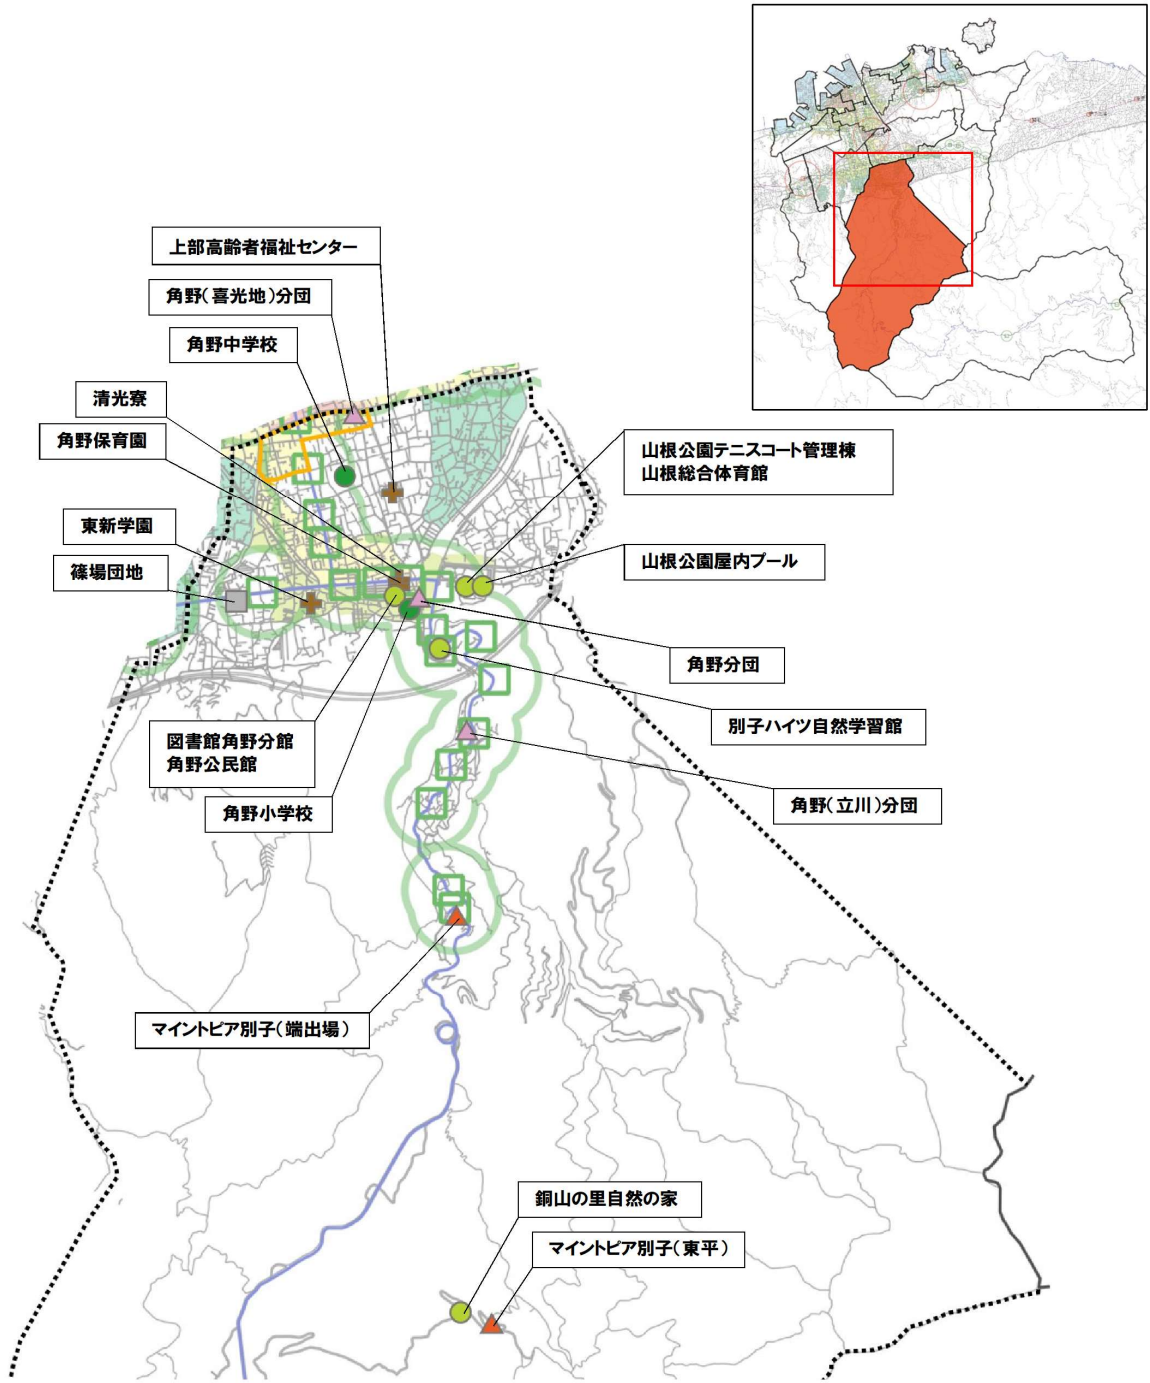 上部高齢者福祉センター
角野(喜光地)分団
角野中学校
清光寮
角野保育園
東新学園
篠場団地
山根公園テニスコート管理棟
山根総合体育館
山根公園屋内プール
角野分団
別子ハイツ自然学習館
角野(立川)分団
図書館角野分館
角野公民館
角野小学校
マイントピア別子(端出場)
銅山の里自然の家
マイントピア別子(東平)